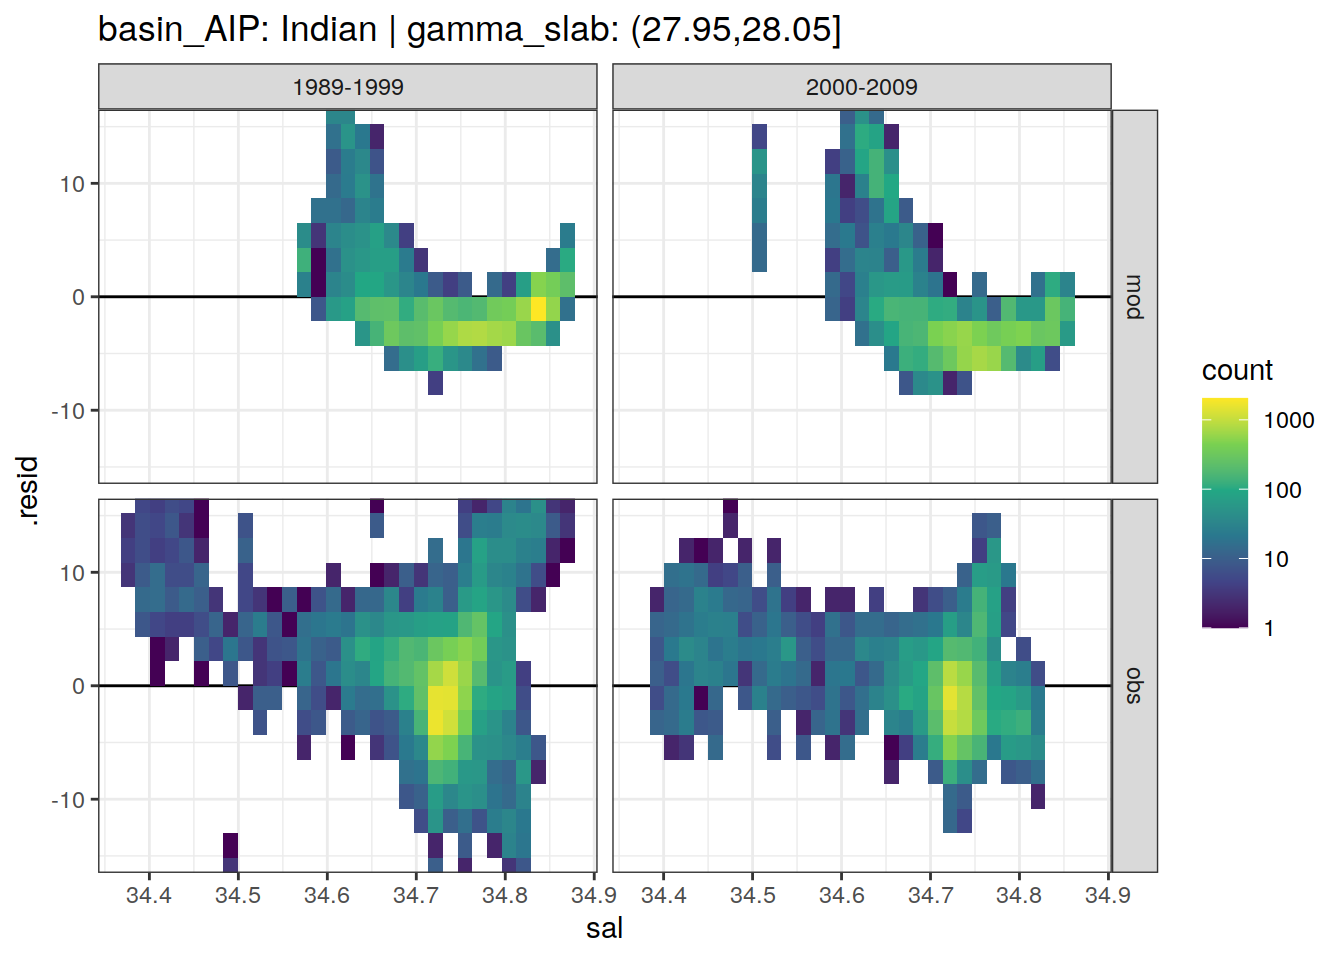 basin_AIP: Indian | gamma_slab: (27.95,28.05]
1989-1999 2000-2009
10
0
-10
mod
10
0
-10
obs
.resid
34.4 34.5 34.6 34.7 34.8 34.9 34.4 34.5 34.6 34.7 34.8 34.9
sal
count
1000
100
10
1